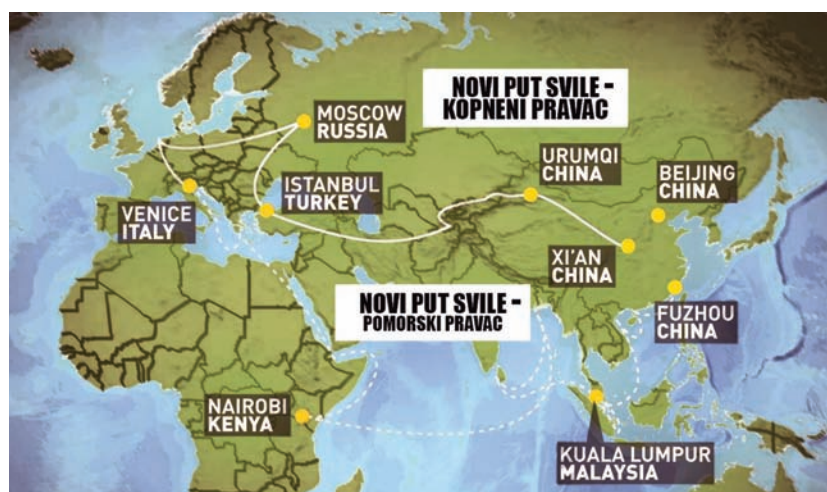 NOVI PUT SVILE -
KOPNENI PRAVAC
MOSCOW
RUSSIA
URUMQI
CHINA
BEIJING
CHINA
ISTANBUL
TURKEY
VENICE
ITALY
XI'AN
CHINA
NOVI PUT SVILE -
POMORSKI PRAVAC
FUZHOU
CHINA
NAIROBI
KENYA
KUALA LUMPUR
MALAYSIA